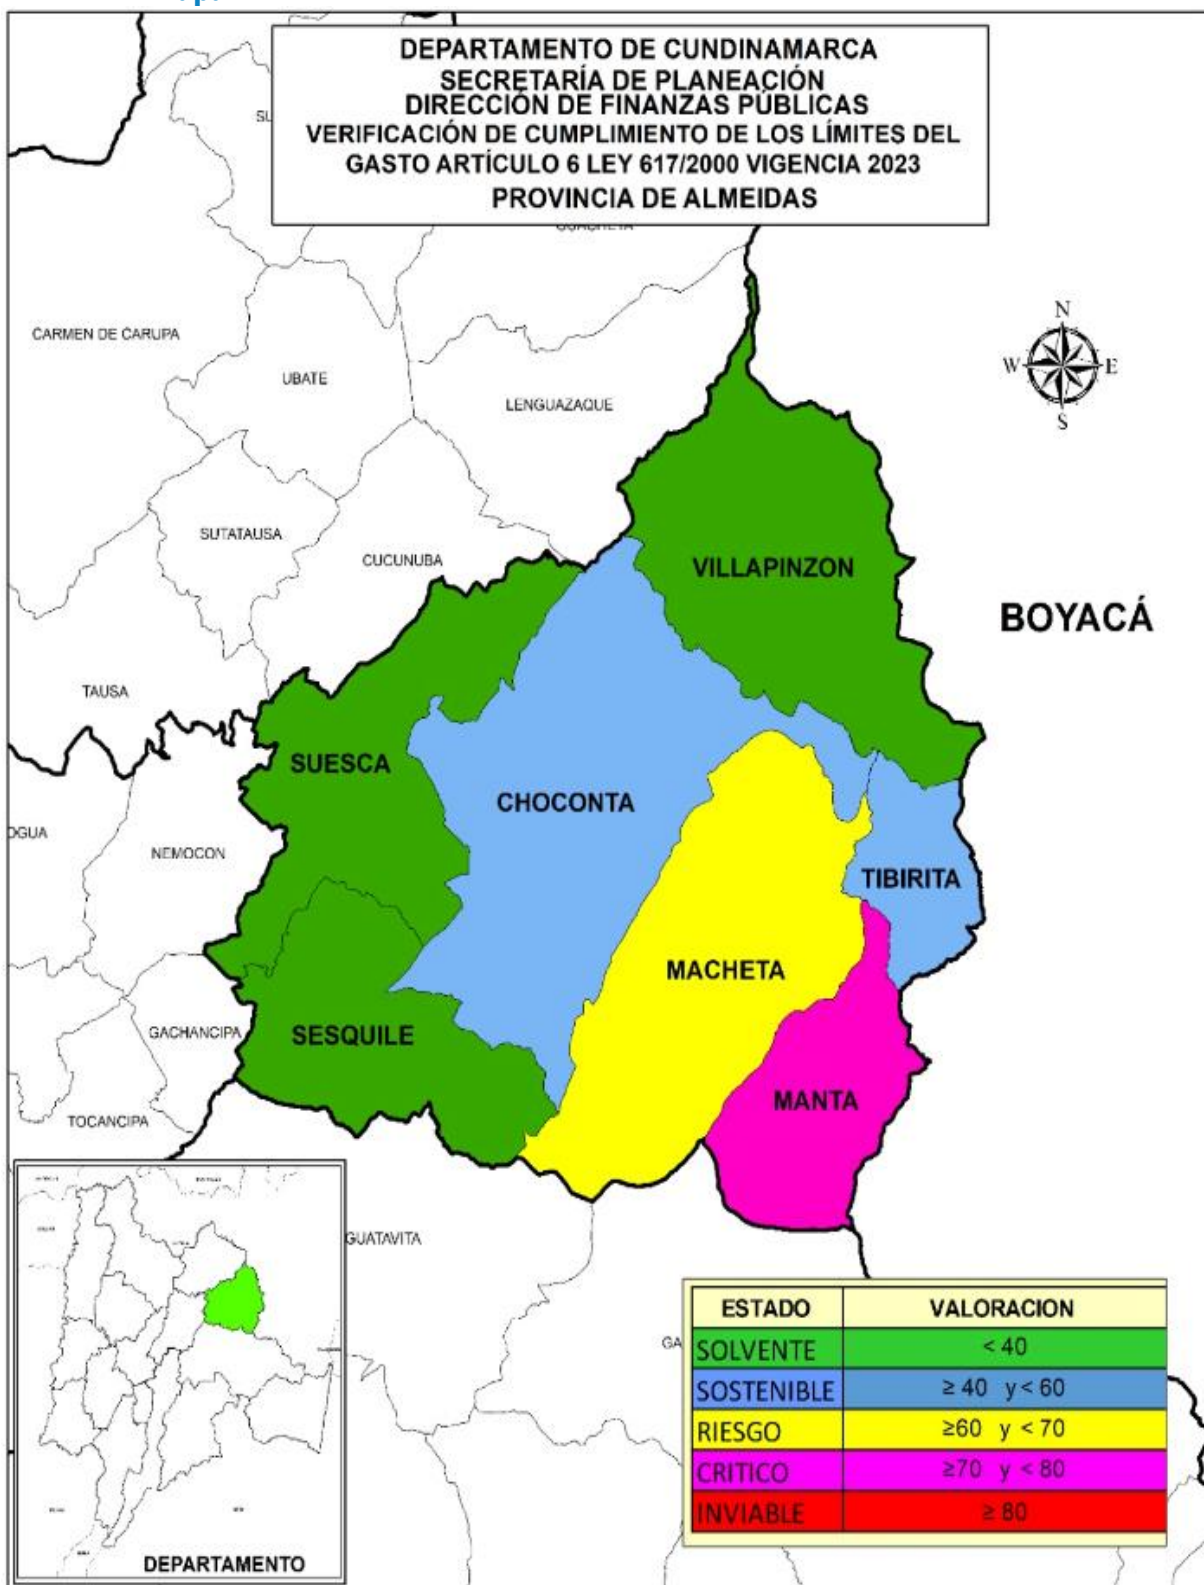 DEPARTAMENTO DE CUNDINAMARCA
SECRETARÍA DE PLANEACIÓN
DIRECCIÓN DE FINANZAS PÚBLICAS
VERIFICACIÓN DE CUMPLIMIENTO DE LOS LÍMITES DEL
GASTO ARTÍCULO 6 LEY 617/2000 VIGENCIA 2023
PROVINCIA DE ALMEIDAS
CARMEN DE CARUPA
UBATE
LENGUAZAQUE
N
W E
S
SUTATAUSA
CUCUNUBA
VILLAPINZON
BOYACÁ
TAUSA
SUESCA
CHOCONTA
OGUA
NEMOCON
TIBIRITA
MACHETA
GACHANCIPA
SESQUILE
MANTA
TOCANCIPA
GUATAVITA
GA
DEPARTAMENTO
ESTADO VALORACION
SOLVENTE < 40
SOSTENIBLE ≥ 40 y < 60
RIESGO ≥60 y < 70
CRITICO ≥70 y < 80
INVIABLE ≥ 80